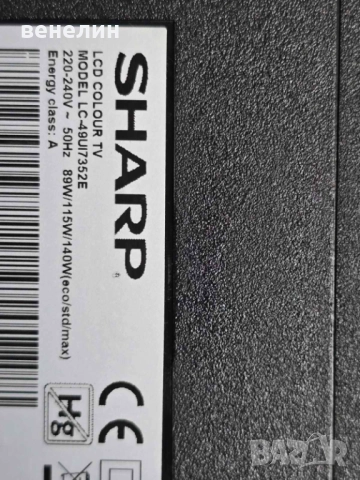 венелин
SHARP
LCD COLOUR TV
MODEL LC-49UI7352E
220-240V ~ 50Hz 89W/115W/140W(eco/std/max)
Energy class: A
CE
Hg
BAZAR